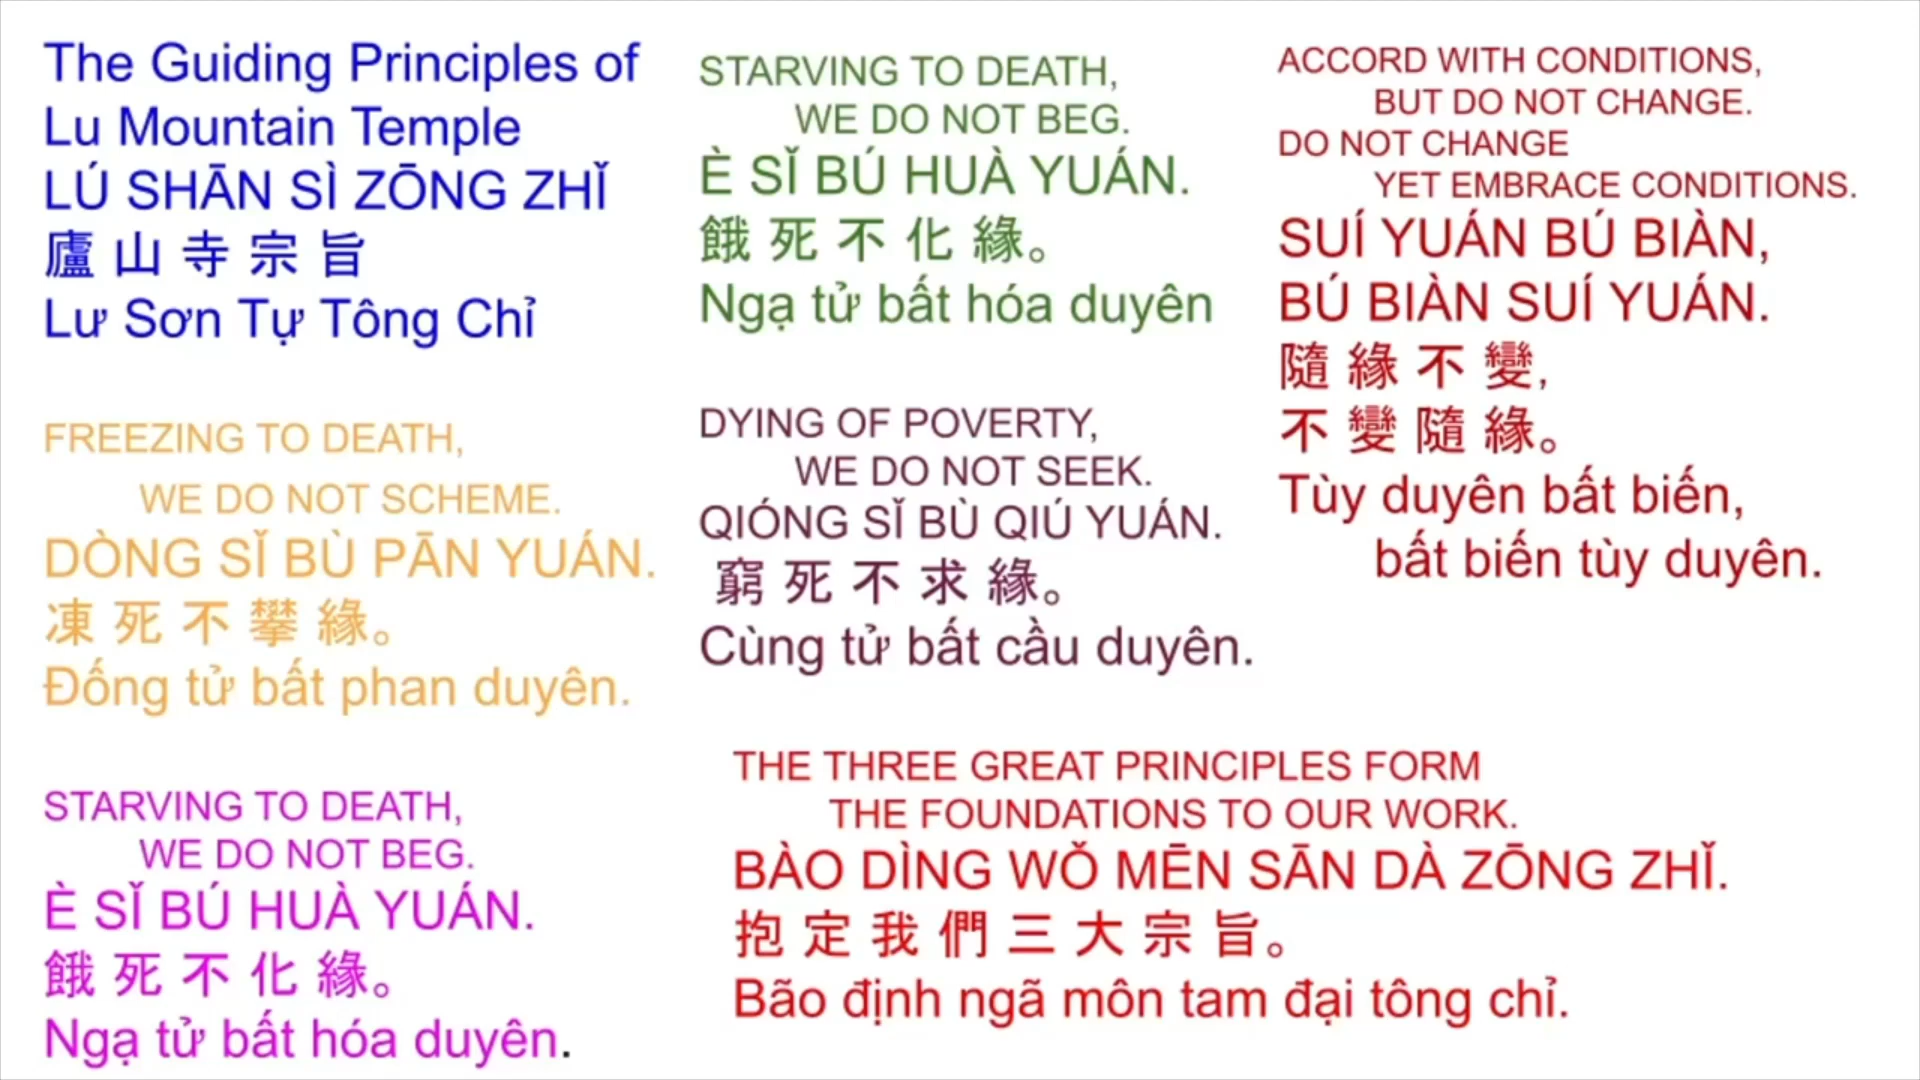 The Guiding Principles of
Lu Mountain Temple
LÚ SHĀN SÌ ZŌNG ZHǏ
廬 山 寺 宗 旨
Lư Sơn Tự Tông Chỉ
FREEZING TO DEATH,
WE DO NOT SCHEME.
DÒNG SǏ BÙ PĀN YUÁN.
凍 死 不 攀 緣。
Đống tử bất phan duyên.
STARVING TO DEATH,
WE DO NOT BEG.
È SǏ BÚ HUÀ YUÁN.
餓 死 不 化 緣。
Ngạ tử bất hóa duyên.
STARVING TO DEATH,
WE DO NOT BEG.
È SǏ BÚ HUÀ YUÁN.
餓 死 不 化 緣。
Ngạ tử bất hóa duyên
DYING OF POVERTY,
WE DO NOT SEEK.
QIÓNG SǏ BÙ QIÚ YUÁN.
窮 死 不 求 緣。
Cùng tử bất cầu duyên.
ACCORD WITH CONDITIONS,
BUT DO NOT CHANGE.
DO NOT CHANGE
YET EMBRACE CONDITIONS.
SUÍ YUÁN BÚ BIÀN,
BÚ BIÀN SUÍ YUÁN.
隨 緣 不 變,
不 變 隨 緣。
Tùy duyên bất biến,
bất biến tùy duyên.
THE THREE GREAT PRINCIPLES FORM
THE FOUNDATIONS TO OUR WORK.
BÀO DÌNG WǑ MĒN SĀN DÀ ZŌNG ZHǏ.
抱 定 我 們 三 大 宗 旨。
Bão định ngã môn tam đại tông chỉ.